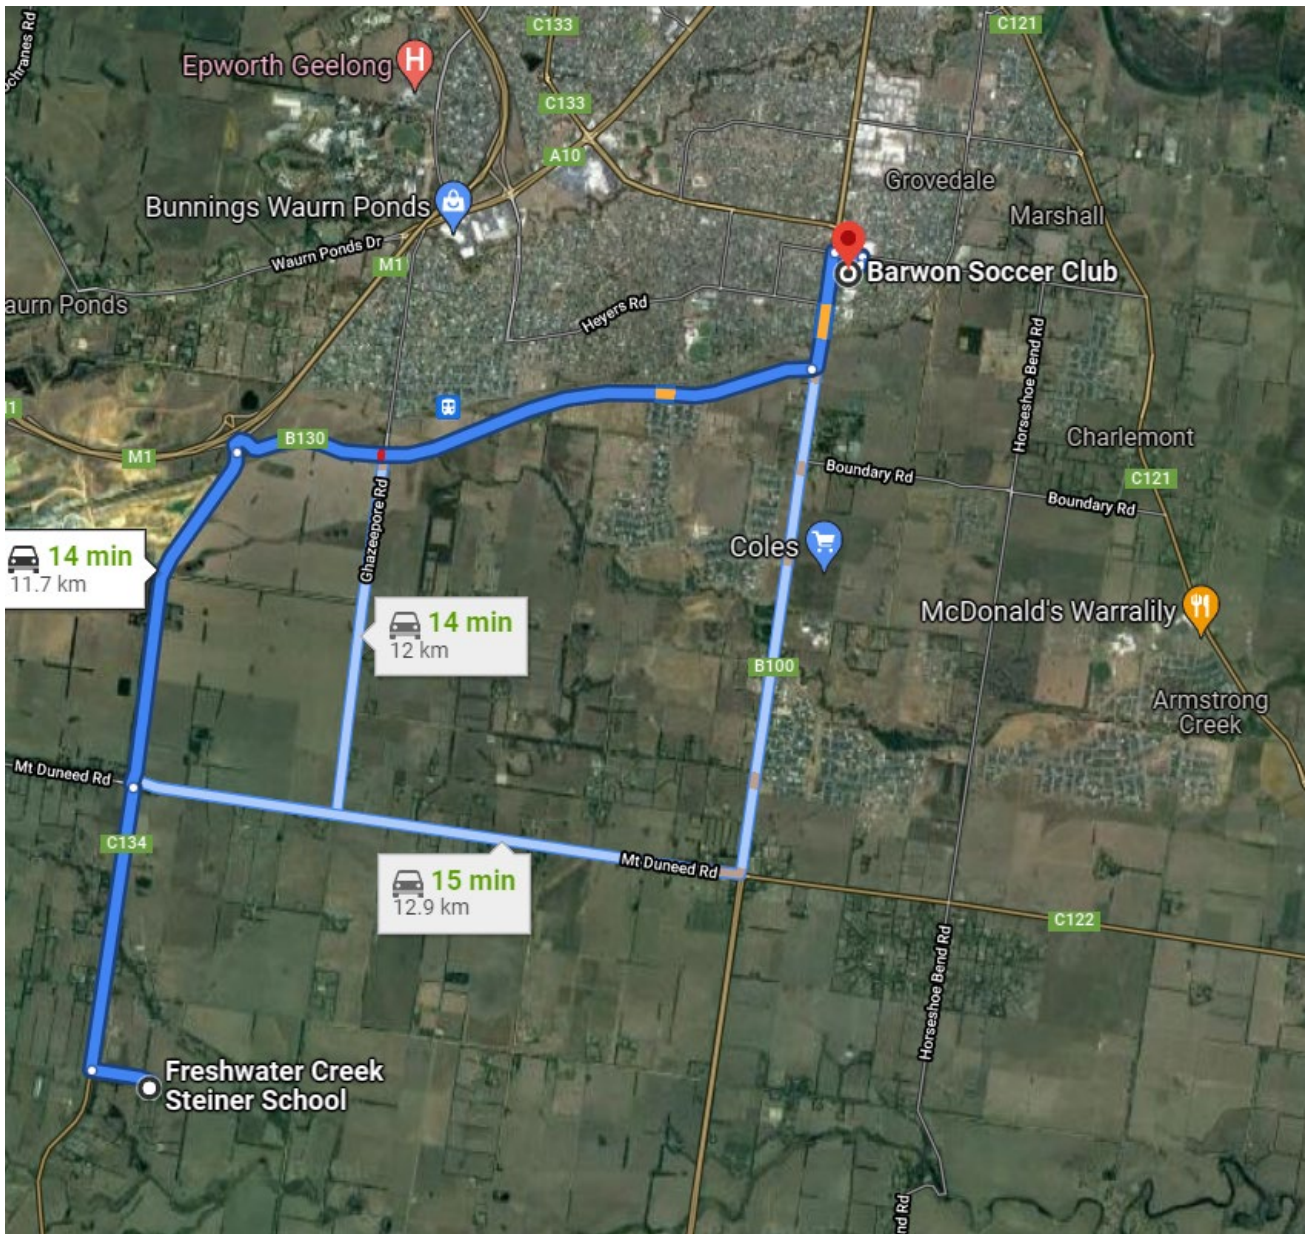 C133
C121
Epworth Geelong
H
C133
A10
Grovedale
Bunnings Waurn Ponds
Marshall
Waurn Ponds Dr
M1
Barwon Soccer Club
aurn Ponds
Heyers Rd
Horseshoe Bend Rd
B130
M1
Charlemont
Boundary Rd
C121
Boundary Rd
Ghazeepore Rd
Coles
14 min
11.7 km
McDonald's Warralily
14 min
12 km
B100
Armstrong
Creek
Mt Duneed Rd
C134
Mt Duneed Rd
15 min
12.9 km
C122
Horseshoe Bend Rd
Freshwater Creek
Steiner School
nd Rd